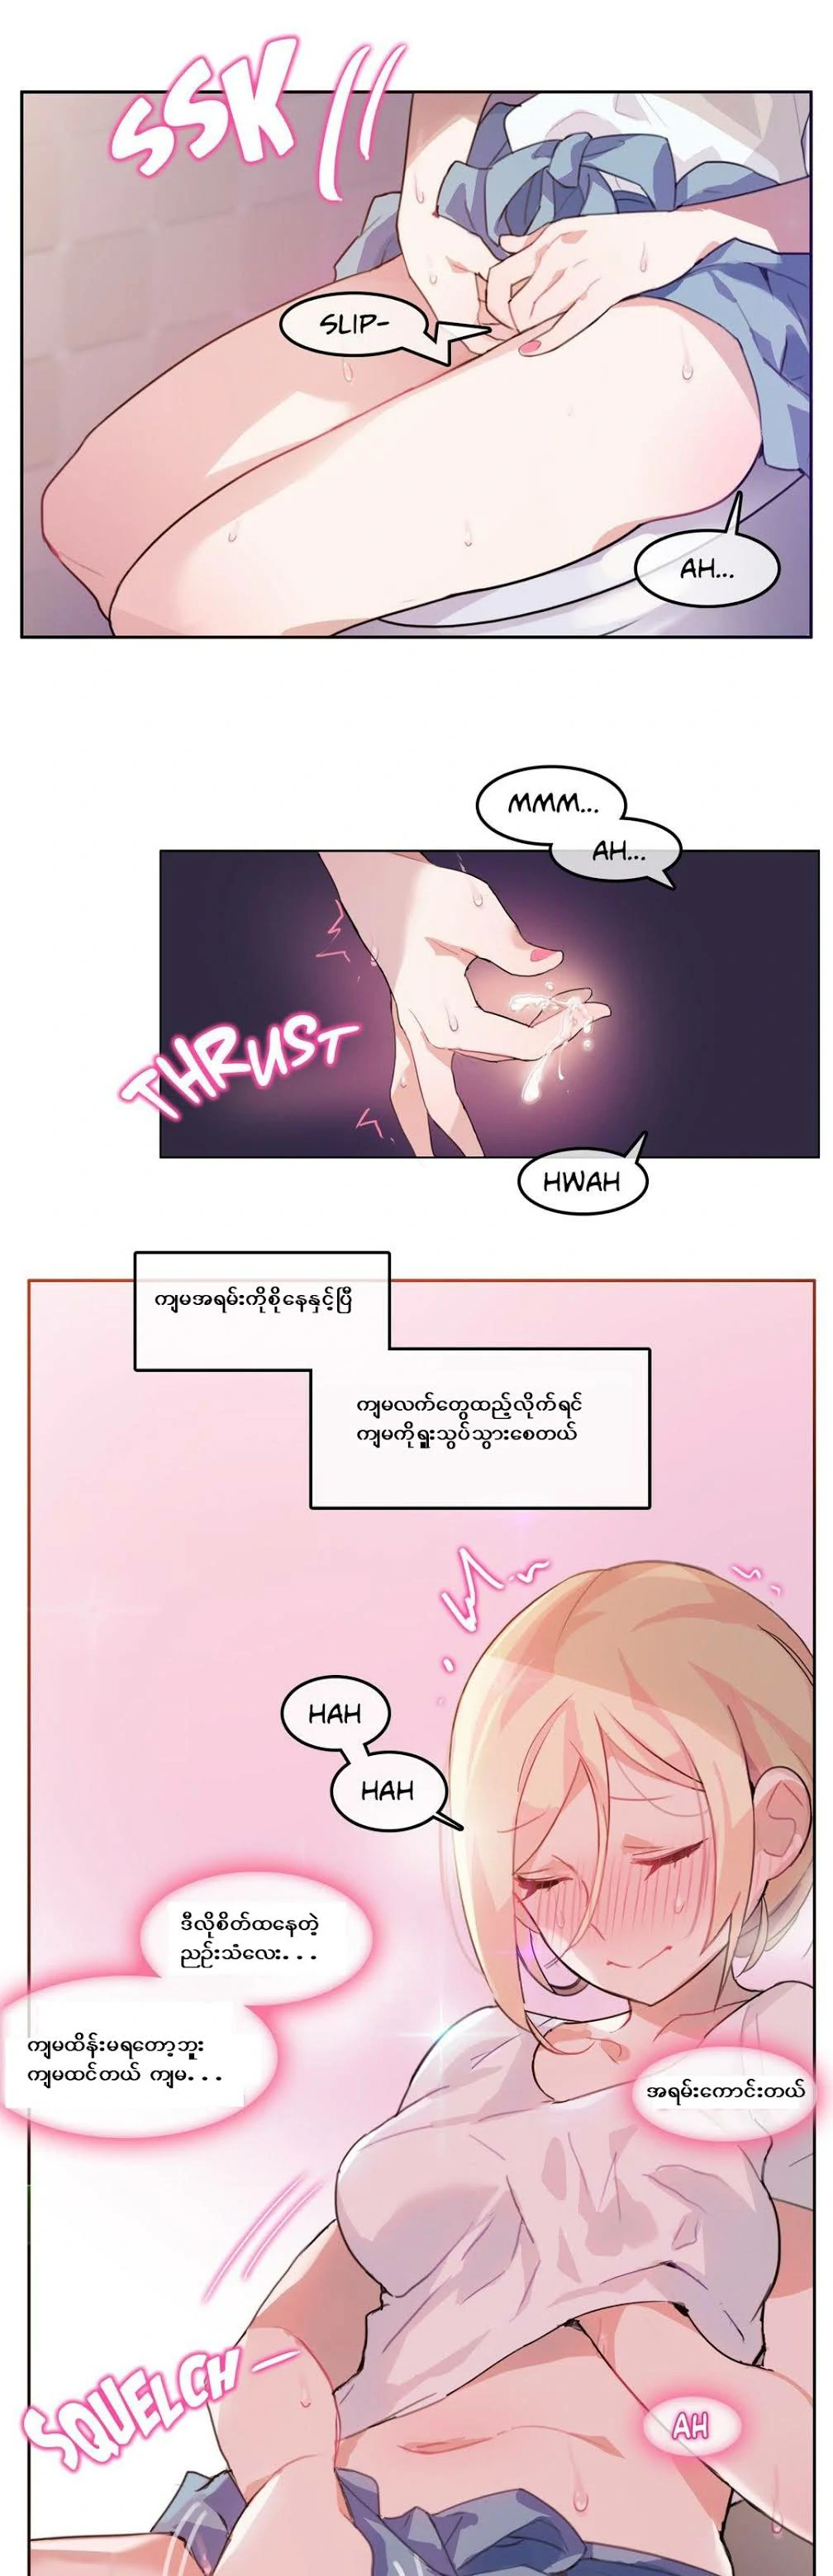 SSK
SLIP-
AH...
MMM...
AH...
THRUST
HWAH
ကျမအရမ်းကိုစိုနေနှင့်ပြီ
ကျမလက်တွေထည့်လိုက်ရင်
ကျမကိုရှူးသွပ်သွားစေတယ်
HAH
HAH
ဒီလိုစိတ်ထနေတဲ့
ညည်းသံလေး...
ကျမထိန်းမရတော့ဘူး
ကျမထင်တယ် ကျမ...
အရမ်းကောင်းတယ်
SQUELCH
AH